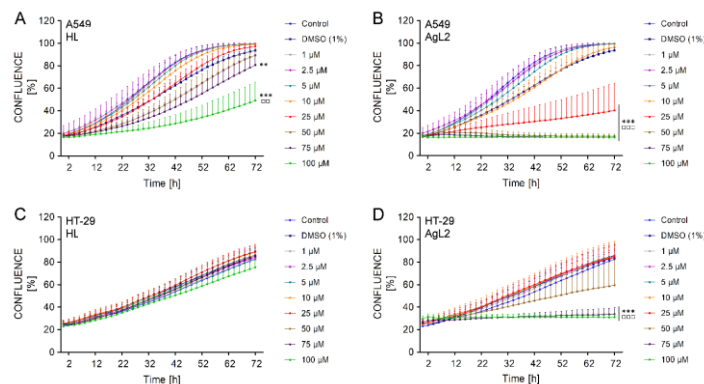 A
A549
HL
CONFLUENCE
[%]
120
100
80
60
40
20
0
2 12 22 32 42 52 62 72
Time [h]
**
***
□□
Control
DMSO (1%)
1 µM
2.5 µM
5 µM
10 µM
25 µM
50 µM
75 µM
100 µM
B
A549
AgL2
CONFLUENCE
[%]
120
100
80
60
40
20
0
2 12 22 32 42 52 62 72
Time [h]
***
□□□
Control
DMSO (1%)
1 µM
2.5 µM
5 µM
10 µM
25 µM
50 µM
75 µM
100 µM
C
HT-29
HL
CONFLUENCE
[%]
120
100
80
60
40
20
0
2 12 22 32 42 52 62 72
Time [h]
Control
DMSO (1%)
1 µM
2.5 µM
5 µM
10 µM
25 µM
50 µM
75 µM
100 µM
D
HT-29
AgL2
CONFLUENCE
[%]
120
100
80
60
40
20
0
2 12 22 32 42 52 62 72
Time [h]
***
□□□
Control
DMSO (1%)
1 µM
2.5 µM
5 µM
10 µM
25 µM
50 µM
75 µM
100 µM